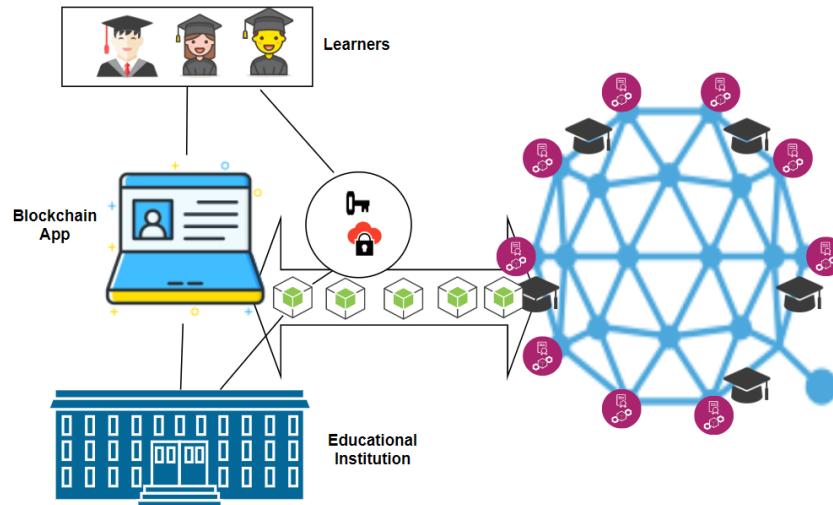 Learners
Blockchain
App
Educational
Institution